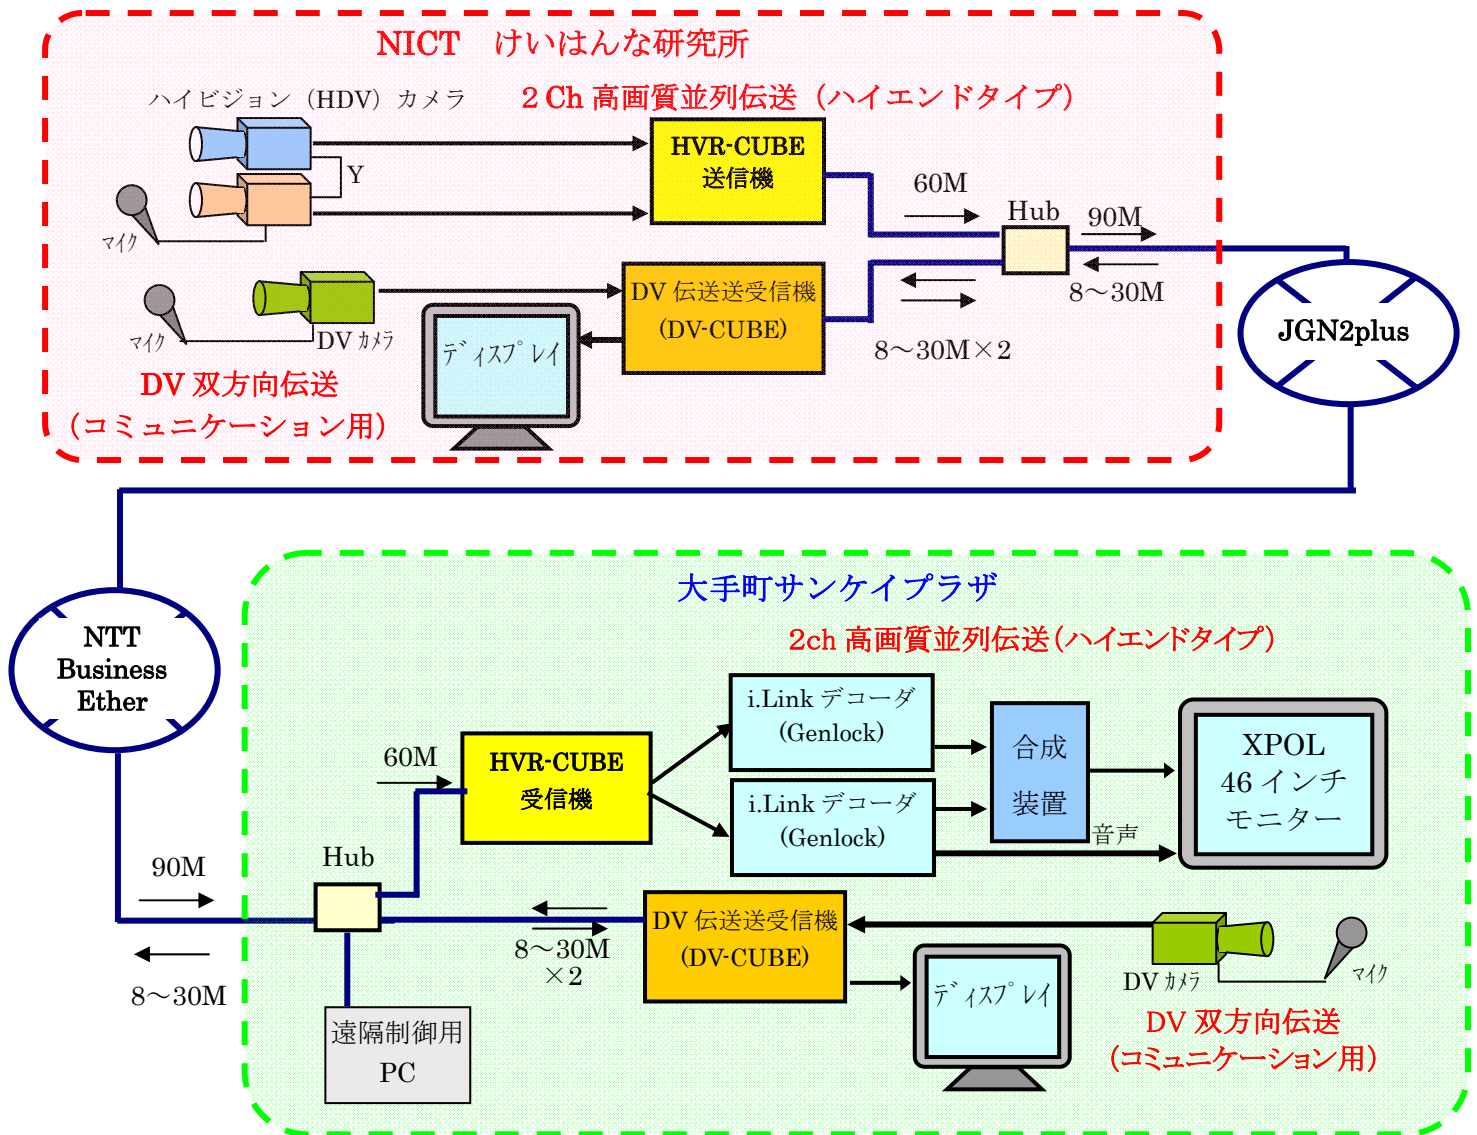 NICT　けいはんな研究所
ハイビジョン（HDV）カメラ
２Ch 高画質並列伝送（ハイエンドタイプ）
HVR-CUBE
送信機
Y
マイク
60M
Hub
90M
8～30M
DV 伝送送受信機
(DV-CUBE)
8～30M×2
マイク
DV カメラ
ディスプレイ
DV 双方向伝送
（コミュニケーション用）
JGN2plus
NTT
Business
Ether
大手町サンケイプラザ
2ch 高画質並列伝送（ハイエンドタイプ）
i.Link デコーダ
(Genlock)
i.Link デコーダ
(Genlock)
合成
装置
XPOL
46 インチ
モニター
音声
60M
HVR-CUBE
受信機
Hub
90M
8～30M
8～30M
×2
DV 伝送送受信機
(DV-CUBE)
ディスプレイ
DV カメラ
マイク
DV 双方向伝送
（コミュニケーション用）
遠隔制御用
PC